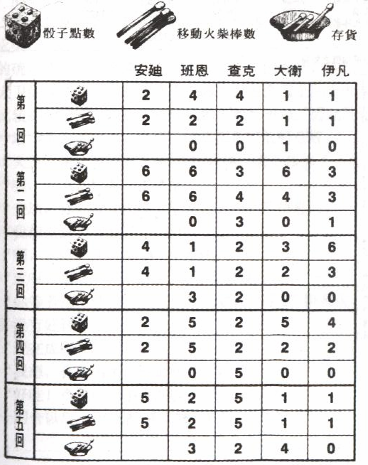 骰子點數 移動火柴棒數 存貨
安廸 班恩 查克 大衛 伊凡
第一回
2 4 4 1 1
2 2 2 1 1
0 0 1 0
第二回
6 6 3 6 3
6 6 4 4 3
0 3 0 1
第三回
4 1 2 3 6
4 1 2 2 3
3 2 0 0
第四回
2 5 2 5 4
2 5 2 2 2
0 5 0 0
第五回
5 2 5 1 1
5 2 5 1 1
3 2 4 0